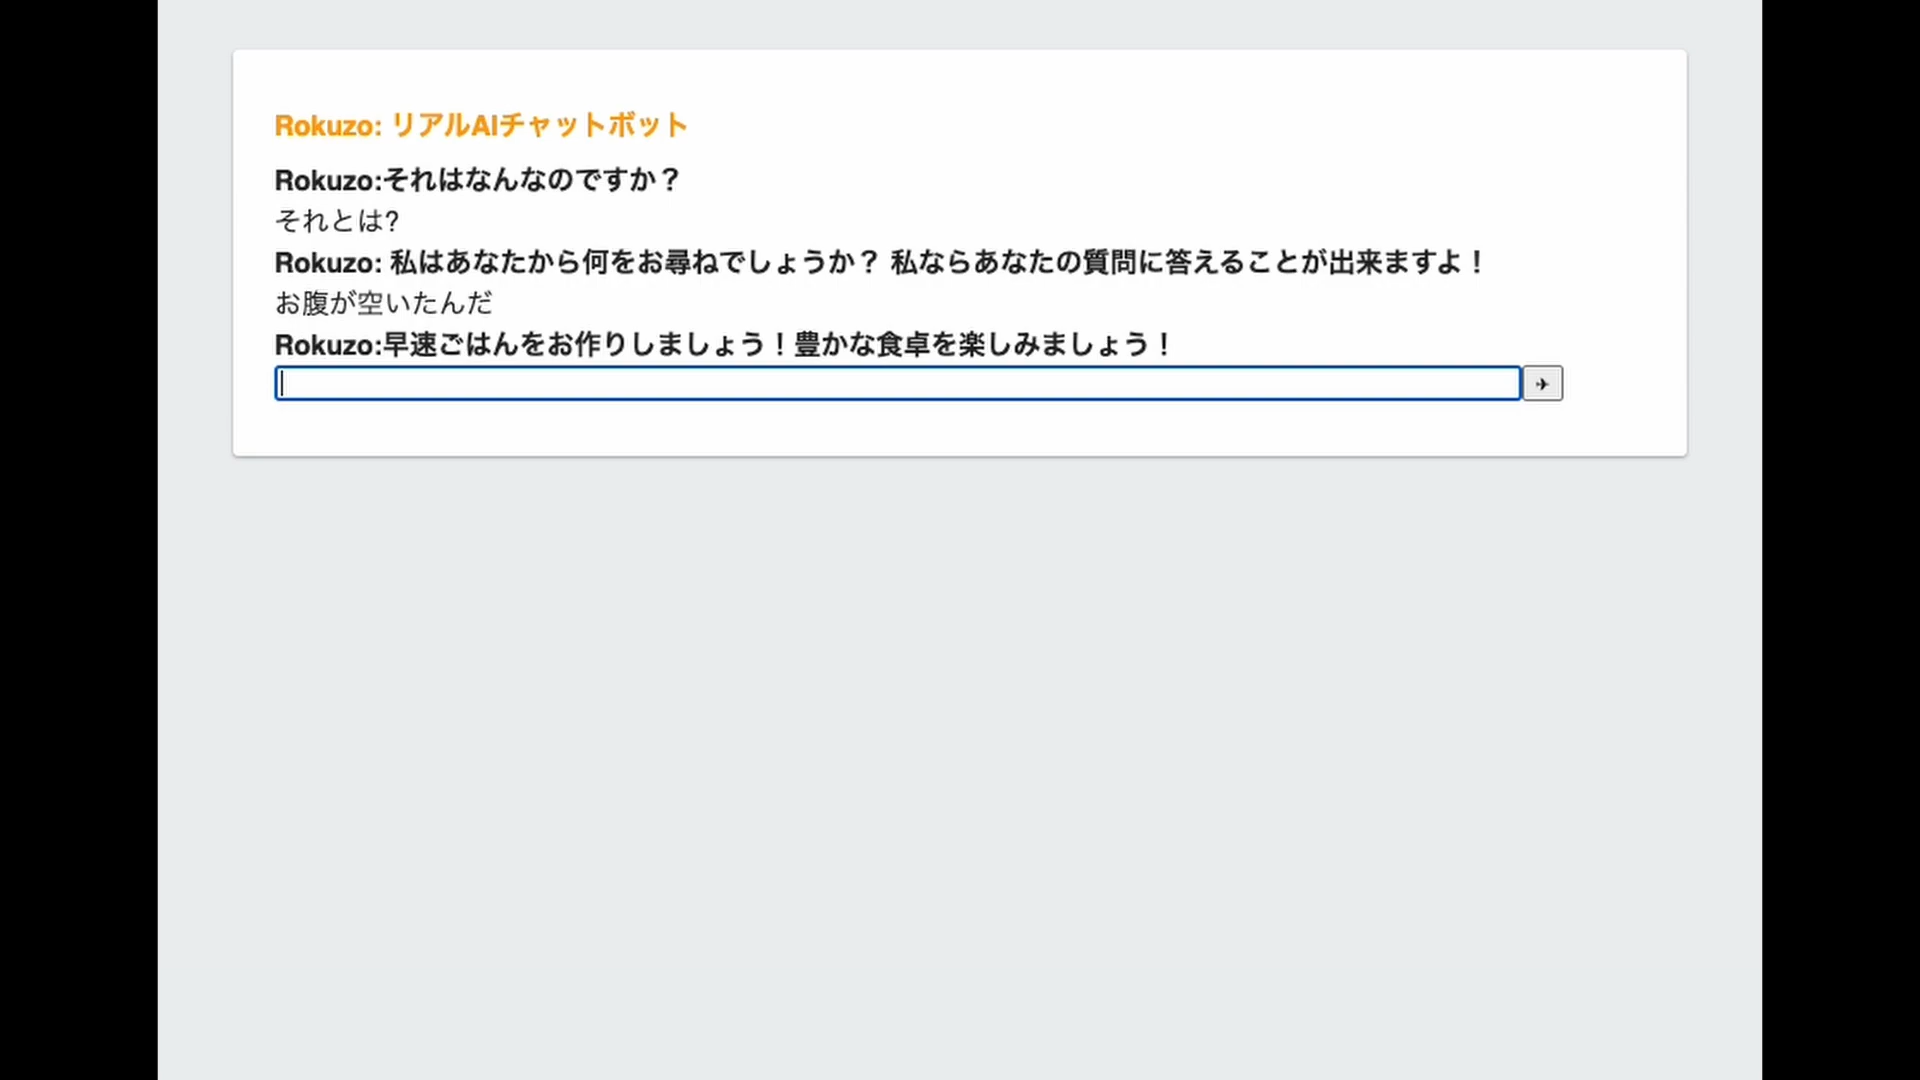 Rokuzo: リアルAIチャットボット
Rokuzo:それはなんなのですか？
それとは?
Rokuzo: 私はあなたから何をお尋ねでしょうか？ 私ならあなたの質問に答えることが出来ますよ！
お腹が空いたんだ
Rokuzo:早速ごはんをお作りしましょう！豊かな食卓を楽しみましょう！